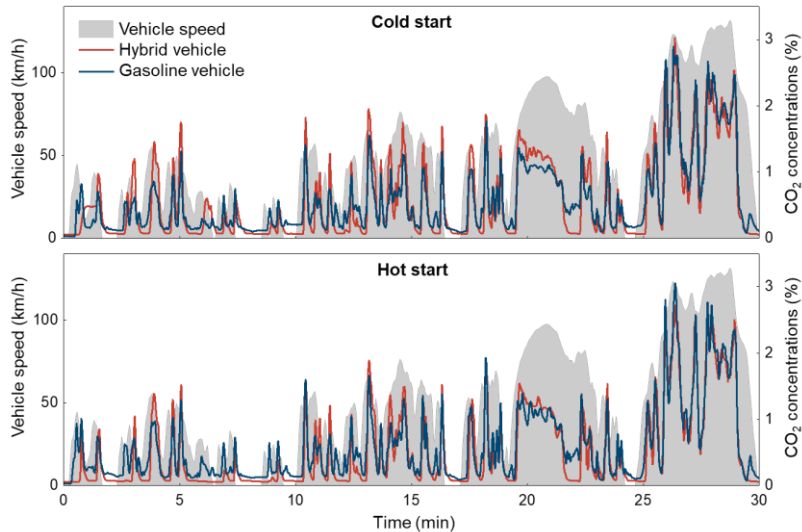 Cold start
Vehicle speed
Hybrid vehicle
Gasoline vehicle
Vehicle speed (km/h)
100
50
0
CO₂ concentrations (%)
3
2
1
0
Hot start
Vehicle speed (km/h)
100
50
0
CO₂ concentrations (%)
3
2
1
0
0 5 10 15 20 25 30
Time (min)